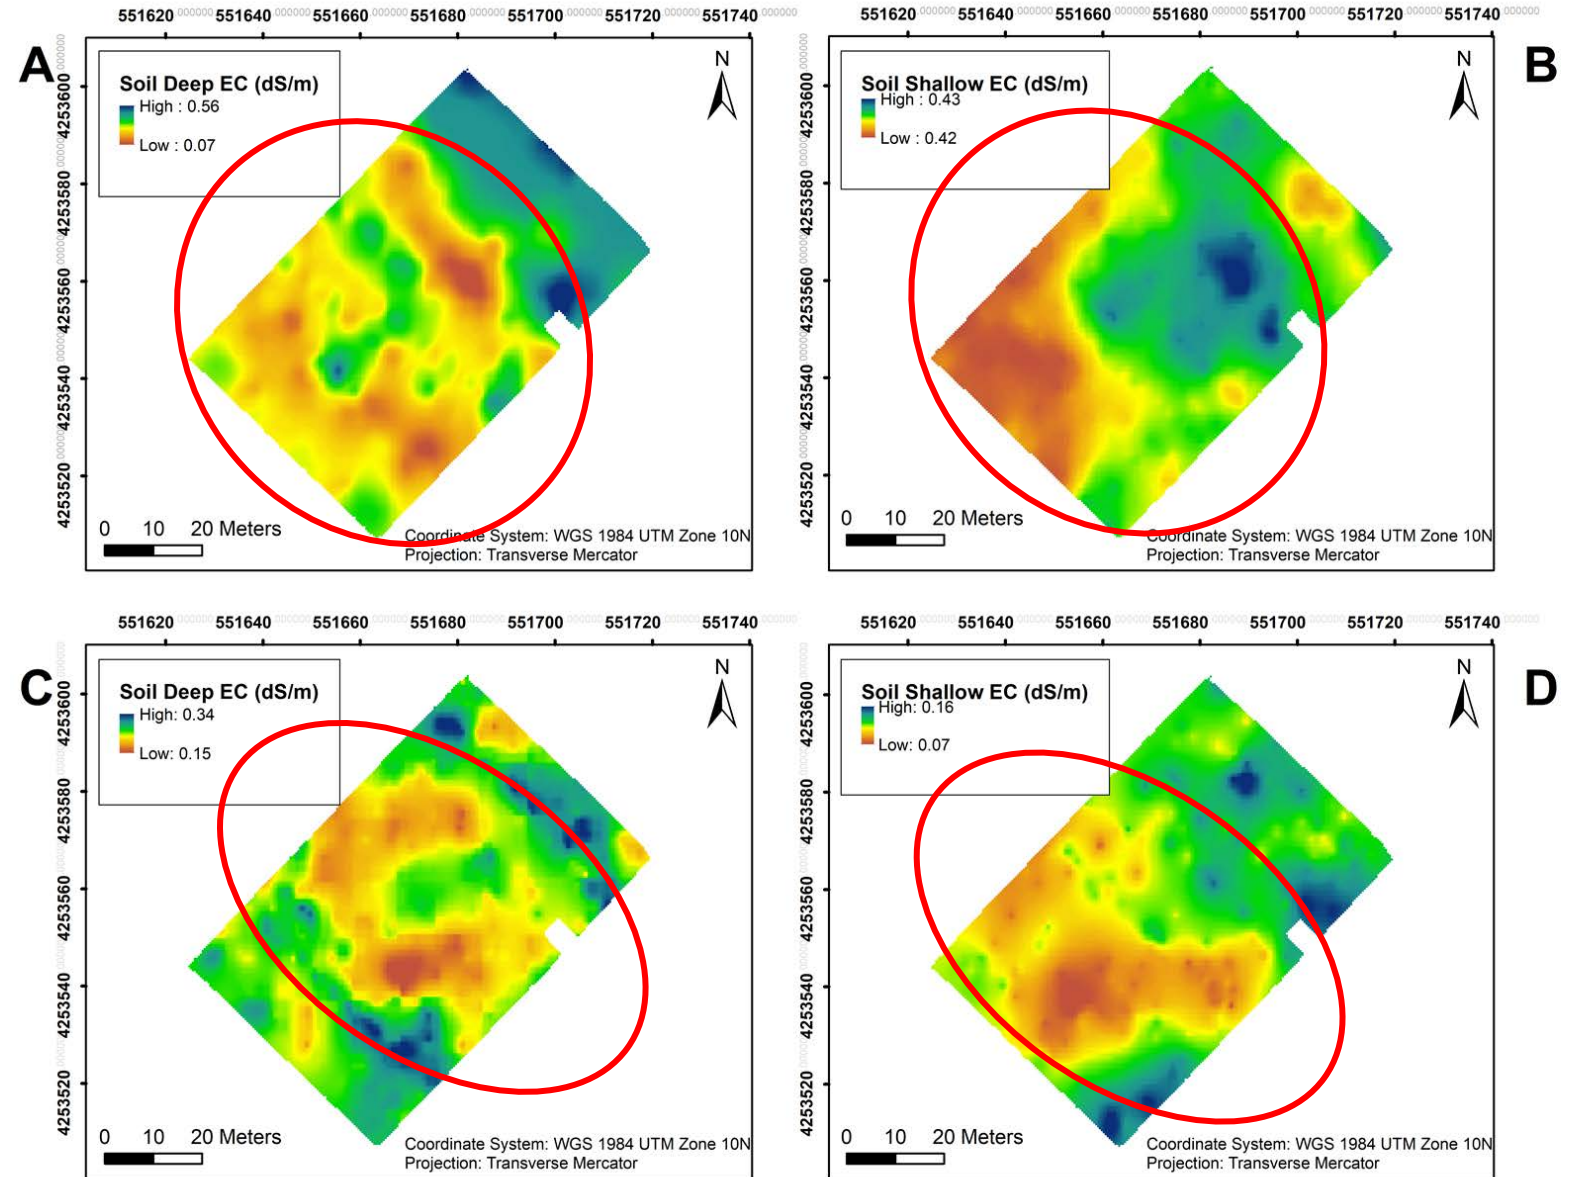 551620 551640 551660 551680 551700 551720 551740
A
4253600
4253580
4253560
4253540
4253520
Soil Deep EC (dS/m)
High : 0.56
Low : 0.07
N
0 10 20 Meters
Coordinate System: WGS 1984 UTM Zone 10N
Projection: Transverse Mercator
551620 551640 551660 551680 551700 551720 551740
B
4253600
4253580
4253560
4253540
4253520
Soil Shallow EC (dS/m)
High : 0.43
Low : 0.42
N
0 10 20 Meters
Coordinate System: WGS 1984 UTM Zone 10N
Projection: Transverse Mercator
551620 551640 551660 551680 551700 551720 551740
C
4253600
4253580
4253560
4253540
4253520
Soil Deep EC (dS/m)
High: 0.34
Low: 0.15
N
0 10 20 Meters
Coordinate System: WGS 1984 UTM Zone 10N
Projection: Transverse Mercator
551620 551640 551660 551680 551700 551720 551740
D
4253600
4253580
4253560
4253540
4253520
Soil Shallow EC (dS/m)
High: 0.16
Low: 0.07
N
0 10 20 Meters
Coordinate System: WGS 1984 UTM Zone 10N
Projection: Transverse Mercator